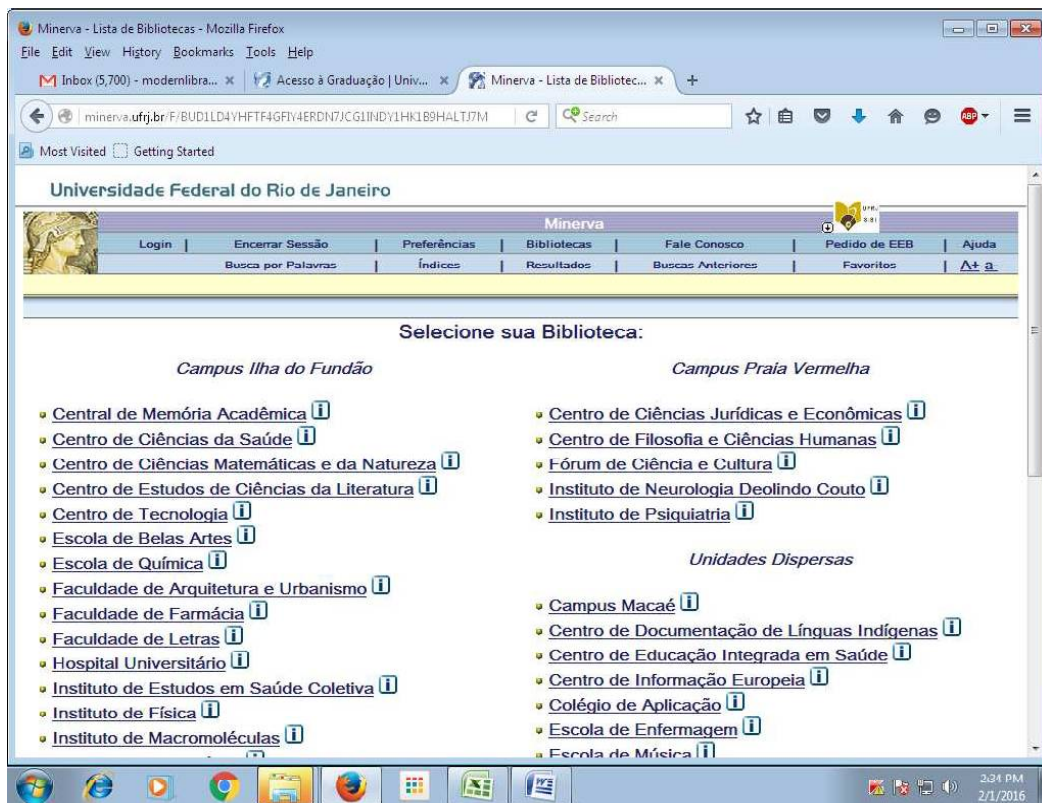 Minerva - Lista de Bibliotecas - Mozilla Firefox
File Edit View History Bookmarks Tools Help
Inbox (5,700) - modernlibra... Acesso à Graduação | Univ... Minerva - Lista de Bibliotec...
minerva.ufrj.br/F/BUD1LD4YHFTF4GFIY4ERDN7JCG1INDY1HK1B9HALTJ7M Search ABP
Most Visited Getting Started
Universidade Federal do Rio de Janeiro
Minerva
Login | Encerrar Sessão | Preferências | Bibliotecas | Fale Conosco | Pedido de EEB | Ajuda
Busca por Palavras | Índices | Resultados | Buscas Anteriores | Favoritos | A+ a
Selecione sua Biblioteca:
Campus Ilha do Fundão
Central de Memória Acadêmica
Centro de Ciências da Saúde
Centro de Ciências Matemáticas e da Natureza
Centro de Estudos de Ciências da Literatura
Centro de Tecnologia
Escola de Belas Artes
Escola de Química
Faculdade de Arquitetura e Urbanismo
Faculdade de Farmácia
Faculdade de Letras
Hospital Universitário
Instituto de Estudos em Saúde Coletiva
Instituto de Física
Instituto de Macromoléculas
Campus Praia Vermelha
Centro de Ciências Jurídicas e Econômicas
Centro de Filosofia e Ciências Humanas
Fórum de Ciência e Cultura
Instituto de Neurologia Deolindo Couto
Instituto de Psiquiatria
Unidades Dispersas
Campus Macaé
Centro de Documentação de Línguas Indígenas
Centro de Educação Integrada em Saúde
Centro de Informação Europeia
Colégio de Aplicação
Escola de Enfermagem
Escola de Música
2:34 PM
2/1/2016